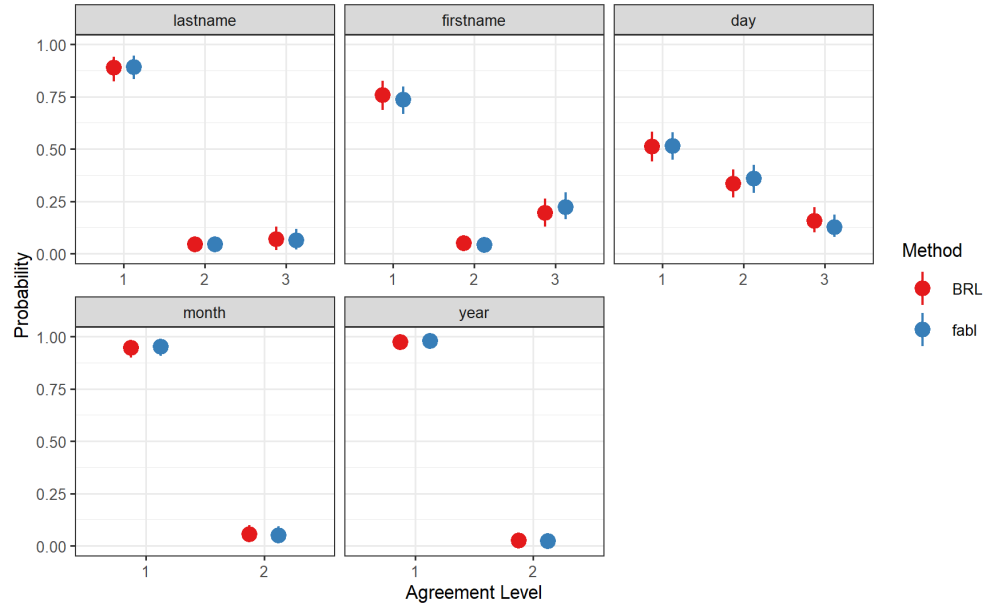 lastname
firstname
day
1.00
0.75
0.50
0.25
0.00
1 2 3
1 2 3
1 2 3
Probability
month
year
1.00
0.75
0.50
0.25
0.00
1 2
1 2
Agreement Level
Method
BRL
fabl